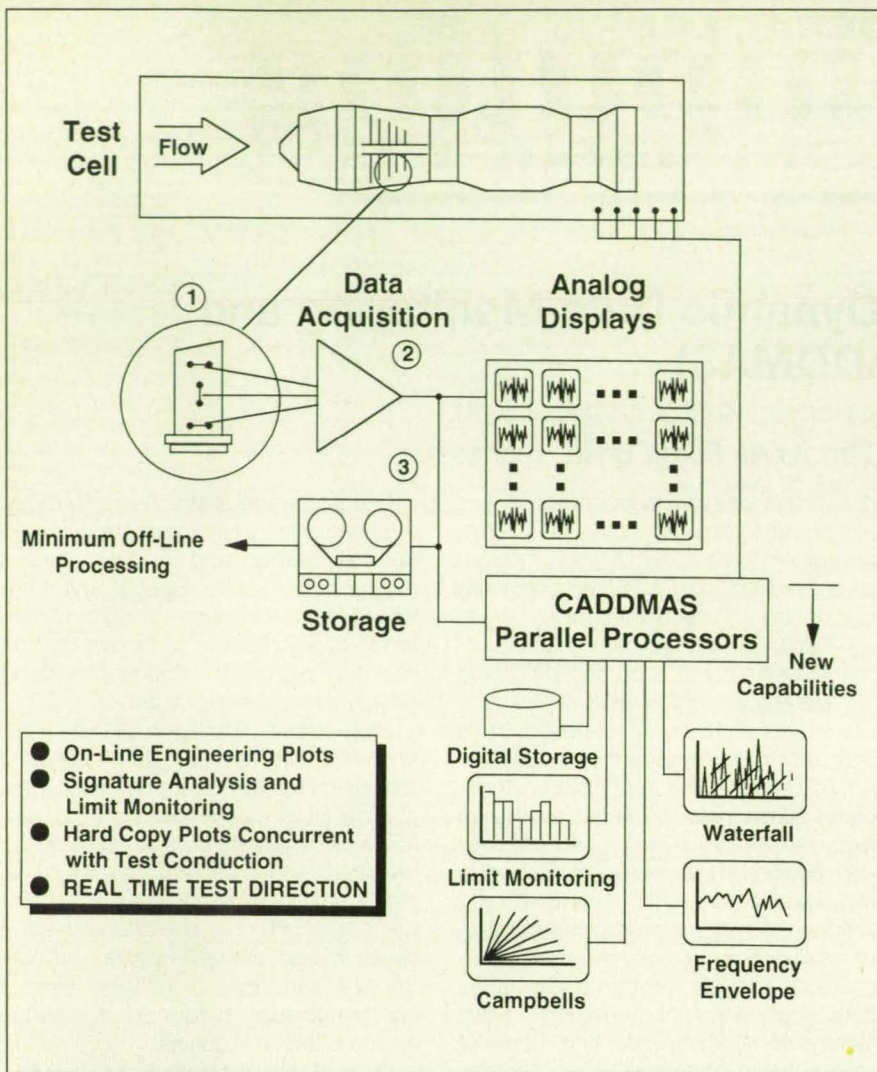 Test
Cell
Flow
Data
Acquisition
Analog
Displays
1
2
3
Minimum Off-Line
Processing
Storage
CADDMAS
Parallel Processors
New
Capabilities
Digital Storage
Limit Monitoring
Campbells
Waterfall
Frequency
Envelope
● On-Line Engineering Plots
● Signature Analysis and
Limit Monitoring
● Hard Copy Plots Concurrent
with Test Conduction
● REAL TIME TEST DIRECTION